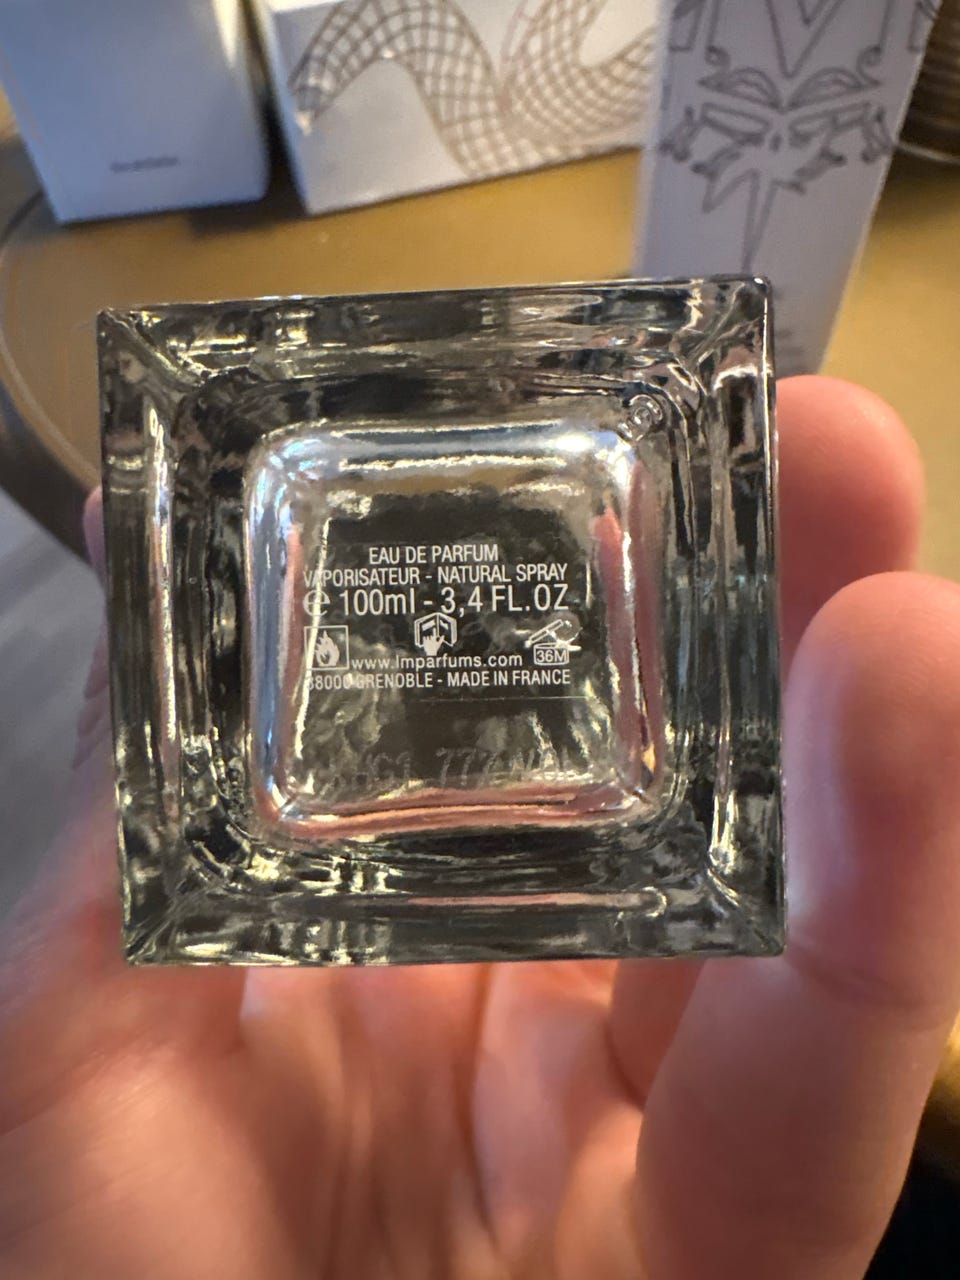 EAU DE PARFUM
VAPORISATEUR - NATURAL SPRAY
e 100ml - 3,4 FL.OZ
36M
www.lmparfums.com
38000 GRENOBLE - MADE IN FRANCE